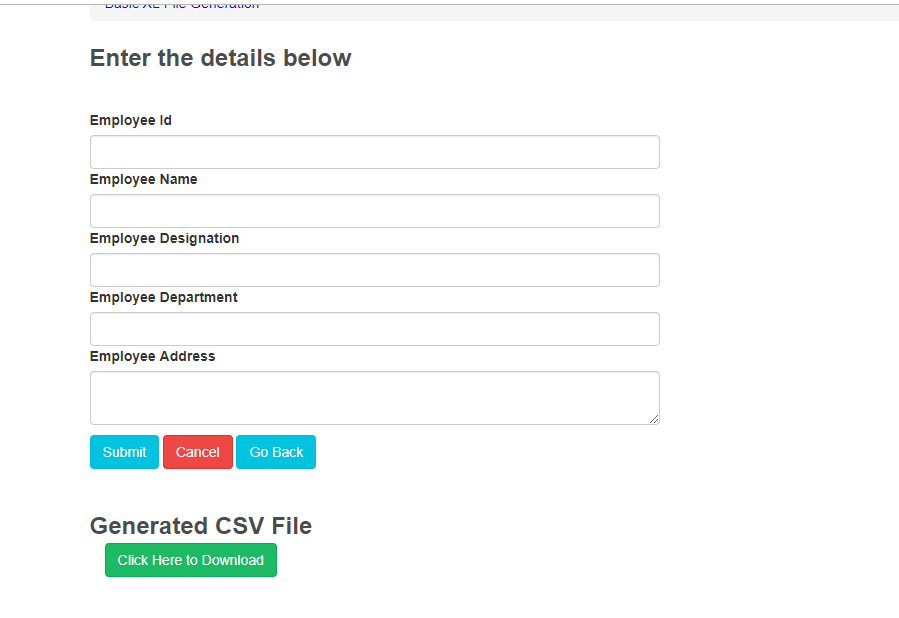 Basic XL File Generation
Enter the details below
Employee Id
Employee Name
Employee Designation
Employee Department
Employee Address
Submit Cancel Go Back
Generated CSV File
Click Here to Download